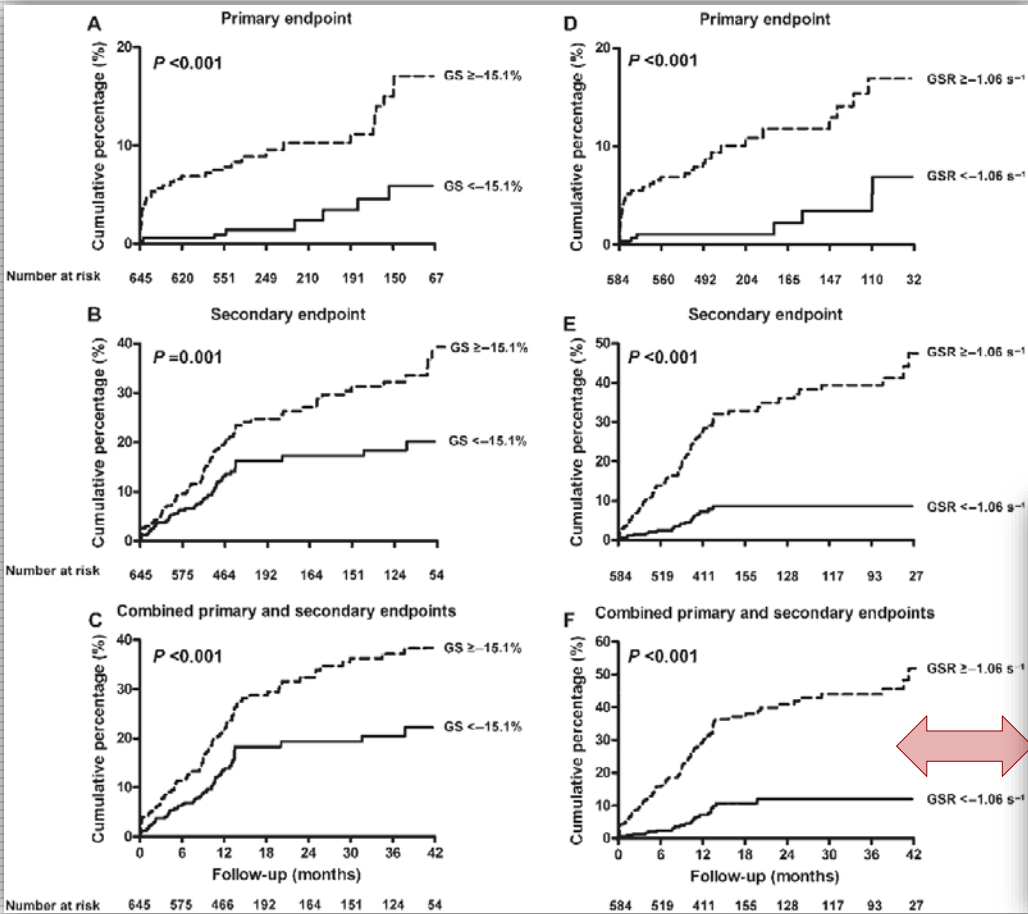 A Primary endpoint
Cumulative percentage (%)
20
10
0
P <0.001
GS ≥–15.1%
GS <–15.1%
Number at risk 645 620 551 249 210 191 150 67
B Secondary endpoint
Cumulative percentage (%)
40
30
20
10
0
P =0.001
GS ≥–15.1%
GS <–15.1%
Number at risk 645 575 464 192 164 151 124 54
C Combined primary and secondary endpoints
Cumulative percentage (%)
40
30
20
10
0
P <0.001
GS ≥–15.1%
GS <–15.1%
0 6 12 18 24 30 36 42
Follow-up (months)
Number at risk 645 575 466 192 164 151 124 54
D Primary endpoint
Cumulative percentage (%)
20
10
0
P <0.001
GSR ≥–1.06 s⁻¹
GSR <–1.06 s⁻¹
584 560 492 204 165 147 110 32
E Secondary endpoint
Cumulative percentage (%)
50
40
30
20
10
0
P <0.001
GSR ≥–1.06 s⁻¹
GSR <–1.06 s⁻¹
584 519 411 155 128 117 93 27
F Combined primary and secondary endpoints
Cumulative percentage (%)
60
50
40
30
20
10
0
P <0.001
GSR ≥–1.06 s⁻¹
GSR <–1.06 s⁻¹
0 6 12 18 24 30 36 42
Follow-up (months)
584 519 411 155 128 117 93 27